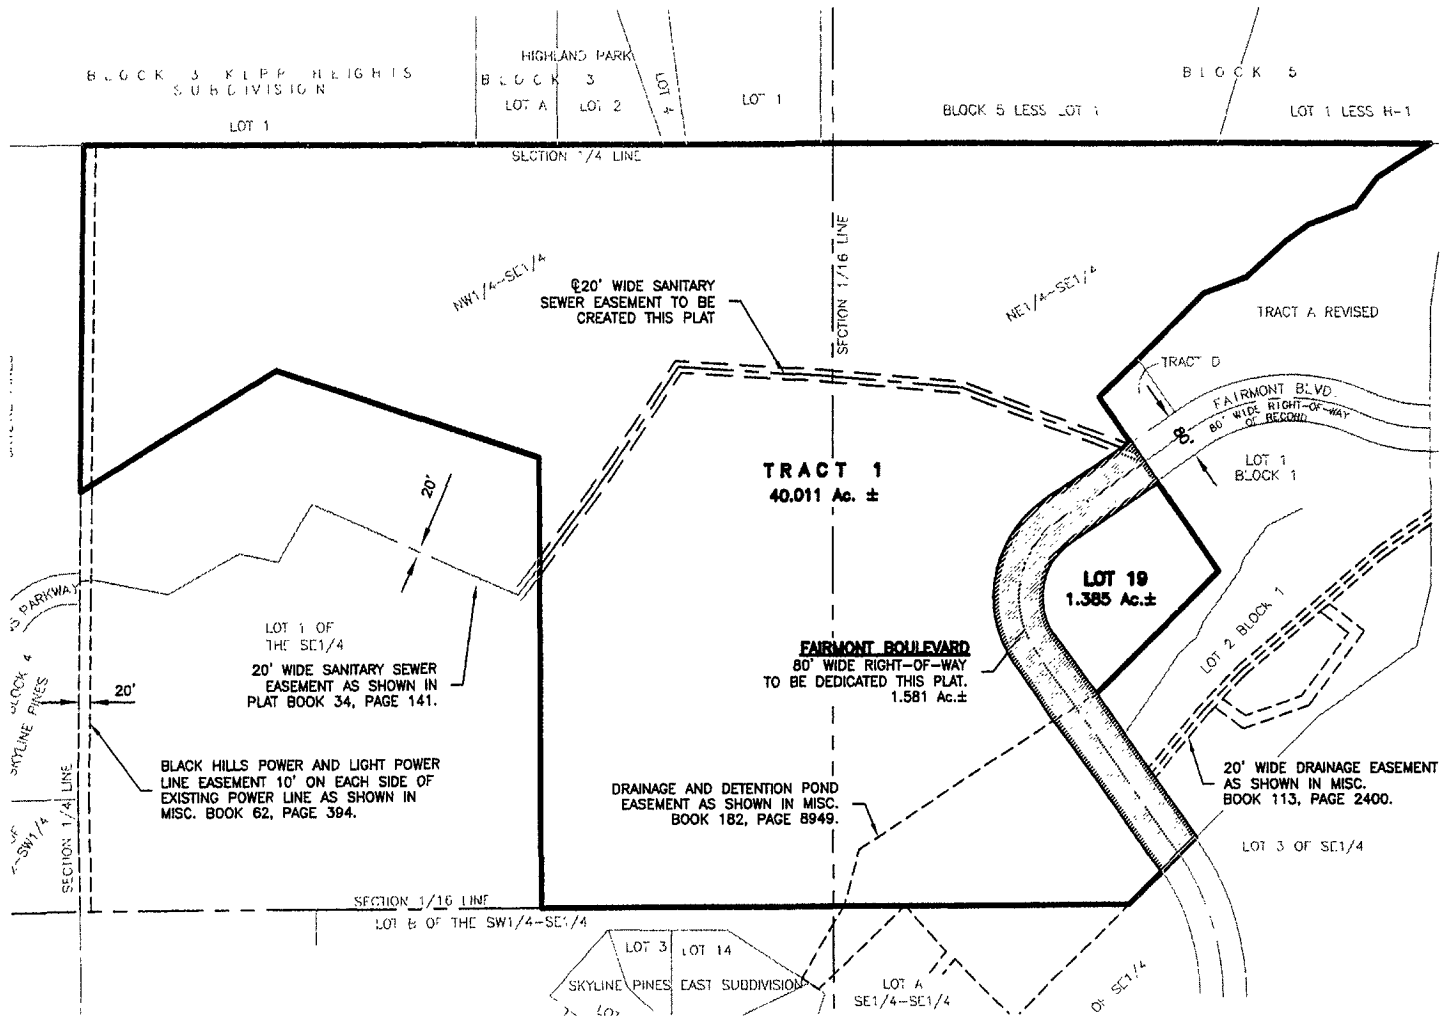 BLOCK 3 KEPP HEIGHTS
SUBDIVISION
LOT 1
HIGHLAND PARK
BLOCK 3
LOT A
LOT 2
LOT 4
LOT 1
BLOCK 5
BLOCK 5 LESS LOT 1
LOT 1 LESS H-1
SECTION 1/4 LINE
NW1/4-SE1/4
SECTION 1/16 LINE
NE1/4-SE1/4
℄20' WIDE SANITARY
SEWER EASEMENT TO BE
CREATED THIS PLAT
TRACT A REVISED
TRACT D
FAIRMONT BLVD.
80' WIDE RIGHT-OF-WAY
OF RECORD
80'
LOT 1
BLOCK 1
TRACT 1
40.011 Ac. ±
20'
LOT 19
1.385 Ac.±
LOT 2 BLOCK 1
PARKWAY
LOT 1 OF
THE SE1/4
20' WIDE SANITARY SEWER
EASEMENT AS SHOWN IN
PLAT BOOK 34, PAGE 141.
FAIRMONT BOULEVARD
80' WIDE RIGHT-OF-WAY
TO BE DEDICATED THIS PLAT.
1.581 Ac.±
BLOCK 4
SKYLINE PINES
20'
BLACK HILLS POWER AND LIGHT POWER
LINE EASEMENT 10' ON EACH SIDE OF
EXISTING POWER LINE AS SHOWN IN
MISC. BOOK 62, PAGE 394.
DRAINAGE AND DETENTION POND
EASEMENT AS SHOWN IN MISC.
BOOK 182, PAGE 8949.
20' WIDE DRAINAGE EASEMENT
AS SHOWN IN MISC.
BOOK 113, PAGE 2400.
SECTION 1/4 LINE
SW1/4
LOT 3 OF SE1/4
SECTION 1/16 LINE
LOT B OF THE SW1/4-SE1/4
LOT 3
LOT 14
SKYLINE PINES EAST SUBDIVISION
LOT A
SE1/4-SE1/4
OF SE1/4